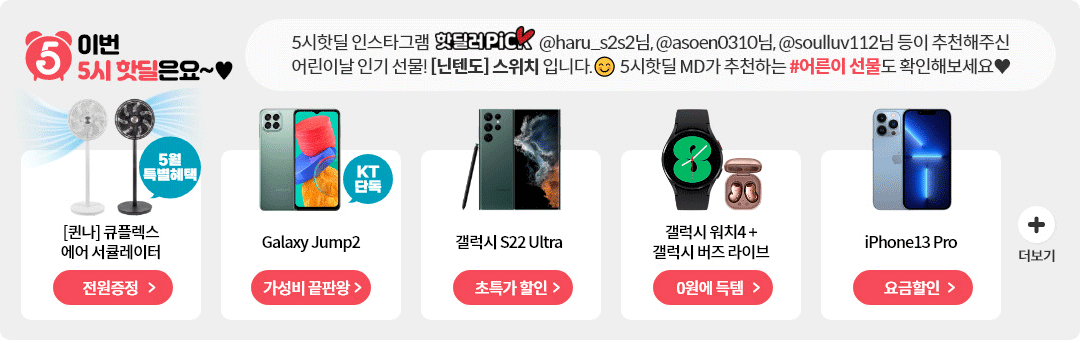 5
이번
5시 핫딜은요~♥
5시핫딜 인스타그램 핫딜러PiCK @haru_s2s2님, @asoen0310님, @soulluv112님 등이 추천해주신
어린이날 인기 선물! [닌텐도] 스위치 입니다.😊 5시핫딜 MD가 추천하는 #어른이 선물도 확인해보세요♥
5월
특별혜택
[퀸나] 큐플렉스
에어 서큘레이터
전원증정 >
KT
단독
Galaxy Jump2
가성비 끝판왕 >
갤럭시 S22 Ultra
초특가 할인 >
8
갤럭시 워치4 +
갤럭시 버즈 라이브
0원에 득템 >
iPhone13 Pro
요금할인 >
+
더보기